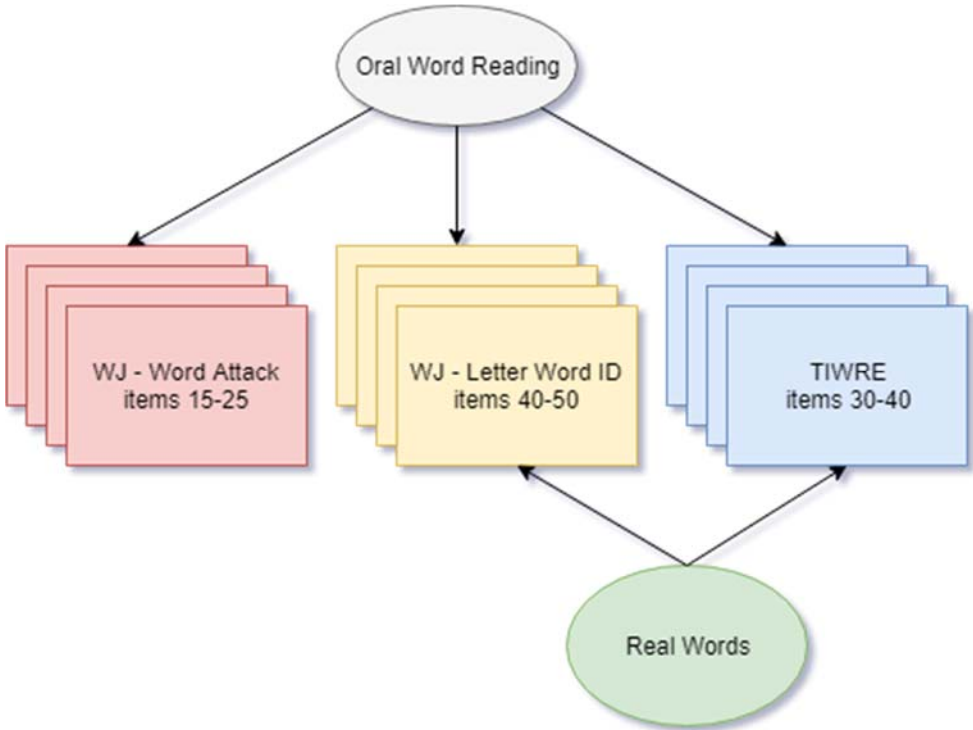 Oral Word Reading
WJ - Word Attack
items 15-25
WJ - Letter Word ID
items 40-50
TIWRE
items 30-40
Real Words